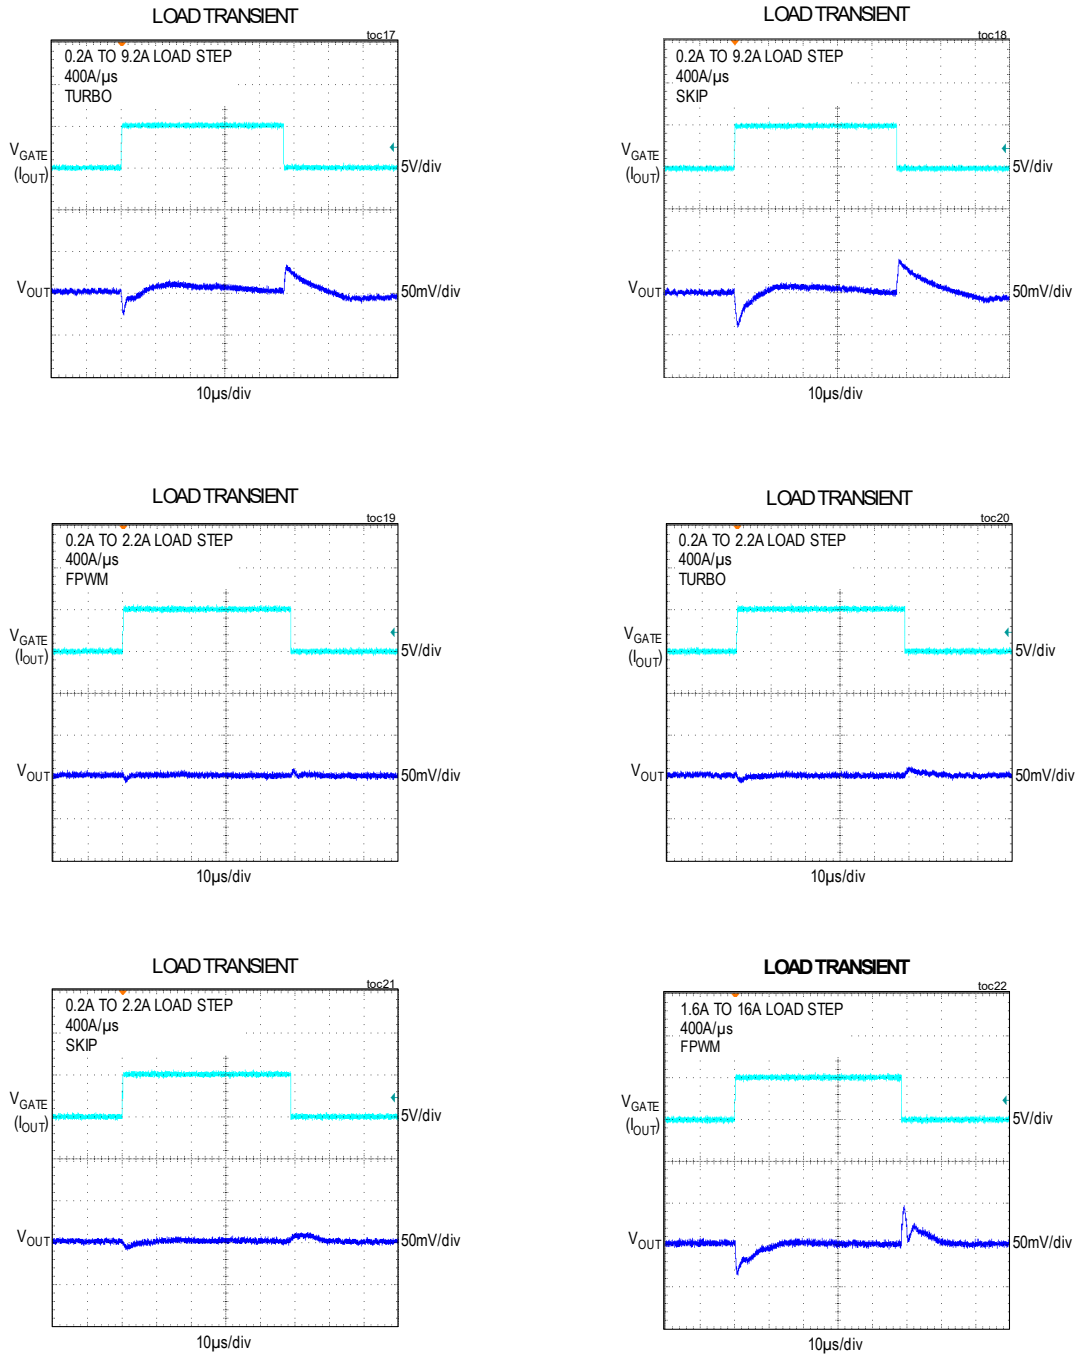 LOAD TRANSIENT
toc17
0.2A TO 9.2A LOAD STEP
400A/µs
TURBO
VGATE
(IOUT)
5V/div
VOUT
50mV/div
10µs/div
LOAD TRANSIENT
toc18
0.2A TO 9.2A LOAD STEP
400A/µs
SKIP
VGATE
(IOUT)
5V/div
VOUT
50mV/div
10µs/div
LOAD TRANSIENT
toc19
0.2A TO 2.2A LOAD STEP
400A/µs
FPWM
VGATE
(IOUT)
5V/div
VOUT
50mV/div
10µs/div
LOAD TRANSIENT
toc20
0.2A TO 2.2A LOAD STEP
400A/µs
TURBO
VGATE
(IOUT)
5V/div
VOUT
50mV/div
10µs/div
LOAD TRANSIENT
toc21
0.2A TO 2.2A LOAD STEP
400A/µs
SKIP
VGATE
(IOUT)
5V/div
VOUT
50mV/div
10µs/div
LOAD TRANSIENT
toc22
1.6A TO 16A LOAD STEP
400A/µs
FPWM
VGATE
(IOUT)
5V/div
VOUT
50mV/div
10µs/div